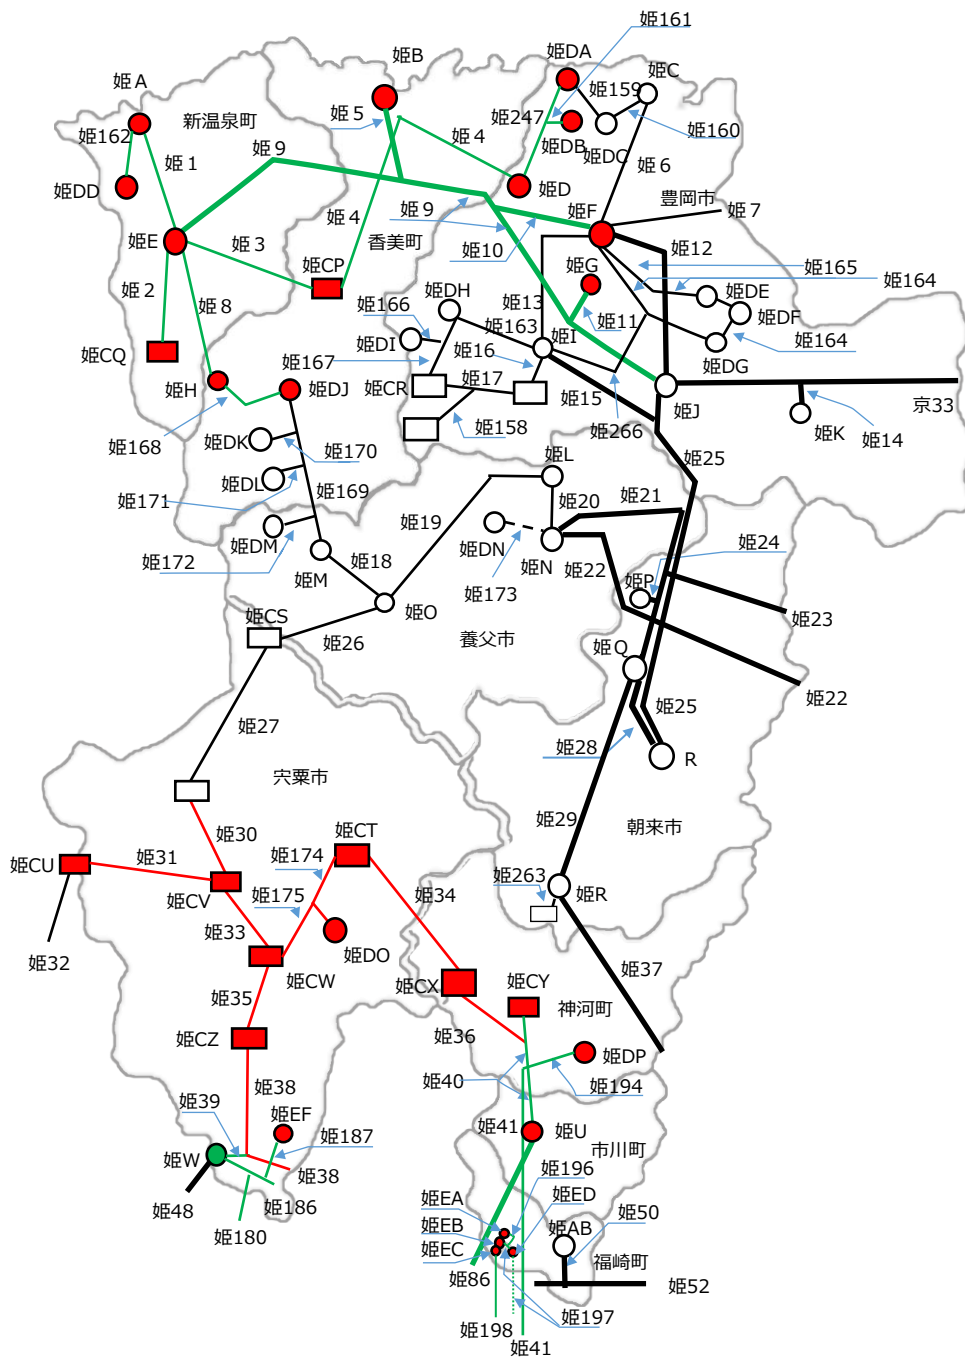 姫161
姫B
姫DA
姫C
姫A
姫159
姫5
姫162
新温泉町
姫247
姫4
姫160
姫DB
姫DC
姫1
姫9
姫6
姫DD
姫D
豊岡市
姫F
姫7
姫9
姫4
姫E
姫3
香美町
姫10
姫12
姫CP
姫G
姫165
姫164
姫2
姫8
姫DH
姫DE
姫166
姫13
姫11
姫DF
姫163
姫I
姫DI
姫164
姫CQ
姫167
姫16
姫DG
姫H
姫DJ
姫CR
姫17
姫15
姫J
京33
姫168
姫DK
姫170
姫158
姫266
姫K
姫14
姫L
姫25
姫DL
姫171
姫169
姫20
姫21
姫19
姫DM
姫DN
姫24
姫172
姫M
姫18
姫N
姫22
姫P
姫173
姫CS
姫O
姫23
姫26
養父市
姫Q
姫22
姫25
姫27
姫28
R
宍粟市
姫29
朝来市
姫30
姫CT
姫31
姫174
姫CU
姫263
姫CV
姫175
姫34
姫R
姫33
姫DO
姫32
姫CW
姫37
姫CX
姫CY
姫35
神河町
姫CZ
姫36
姫DP
姫38
姫40
姫194
姫39
姫EF
姫41
姫U
姫187
市川町
姫W
姫38
姫196
姫186
姫EA
姫ED
姫48
姫EB
姫AB
姫50
姫180
姫EC
福崎町
姫86
姫52
姫198
姫197
姫41